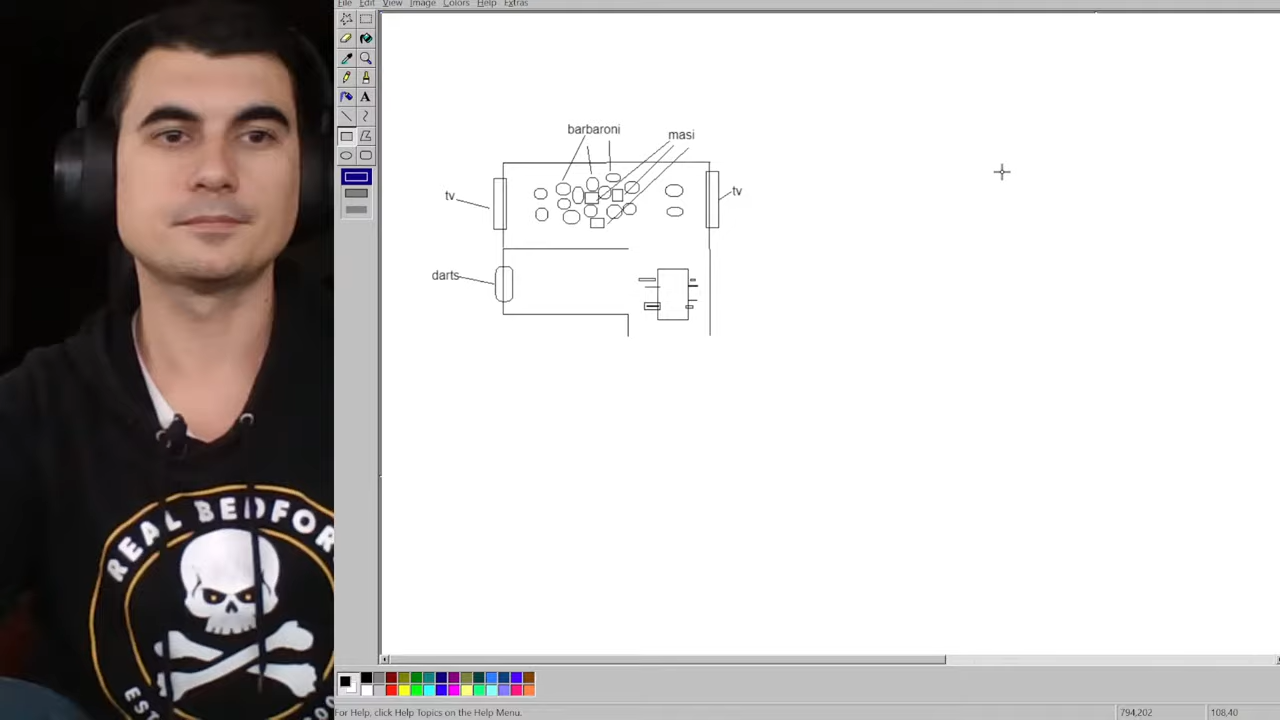 File Edit View Image Colors Help Extras
barbaroni
masi
tv
tv
darts
REAL BEDFOR
EST
For Help, click Help Topics on the Help Menu.
794,202
108,40